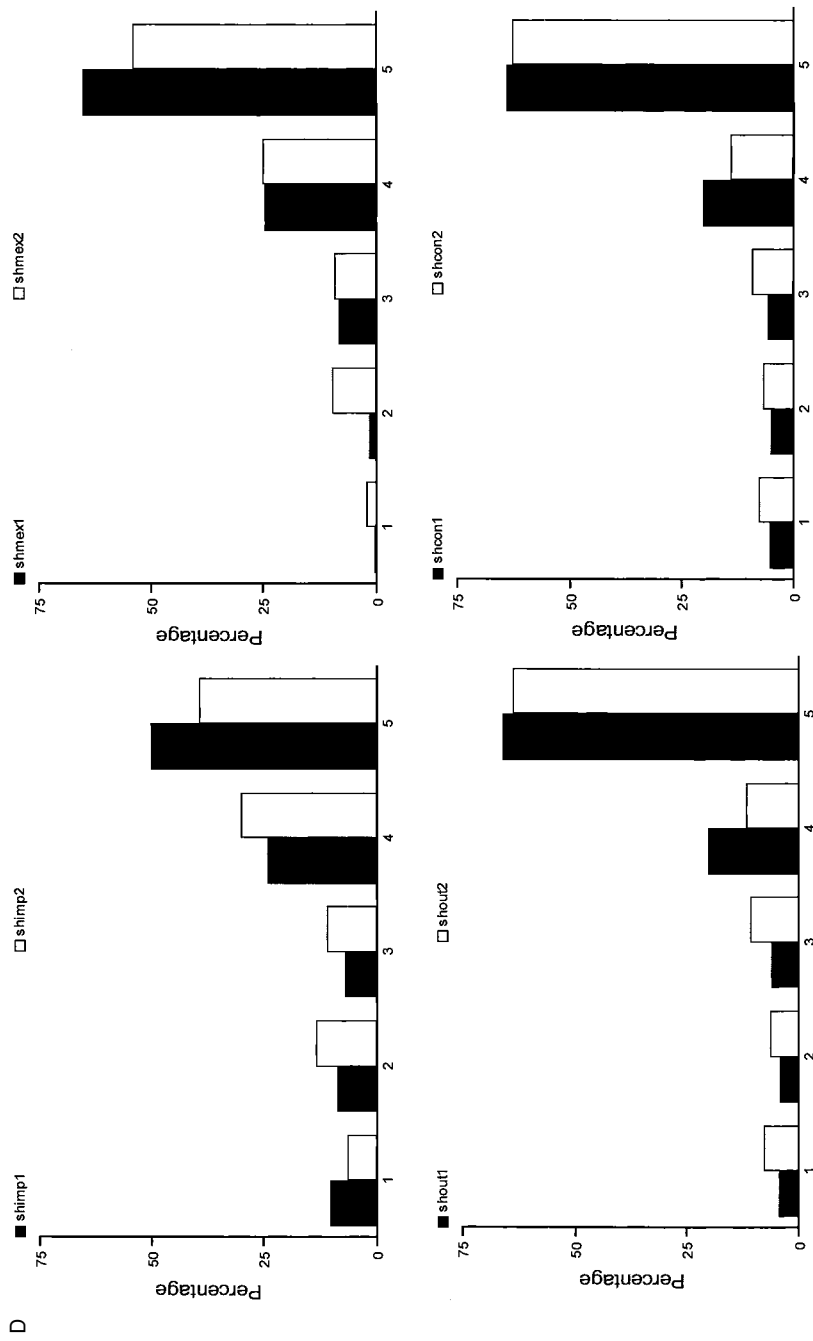 D
■ shimp1 □ shimp2
Percentage
75
50
25
0
1 2 3 4 5
■ shmex1 □ shmex2
Percentage
75
50
25
0
1 2 3 4 5
■ shout1 □ shout2
Percentage
75
50
25
0
1 2 3 4 5
■ shcon1 □ shcon2
Percentage
75
50
25
0
1 2 3 4 5